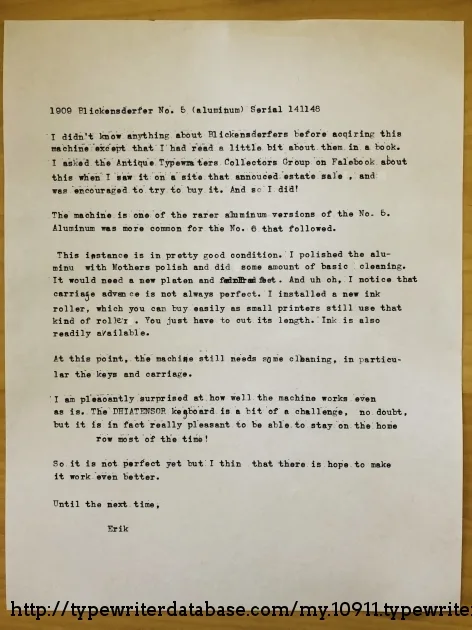 1909 Blickensderfer No. 5 (aluminum) Serial 141146
I didn't know anything about Blickensderfers before acqiring this
machine except that I had read a little bit about them in a book.
I asked the Antique Typewraters Collectors Group on Falebook about
this when I saw it on a site that annouced estate sale , and
was encouraged to try to buy it. And so I did!
The machine is one of the rarer aluminum versions of the No. 5.
Aluminum was more common for the No. 6 that followed.
This instance is in pretty good condition. I polished the alu-
minu with Mothers polish and did some amount of basic cleaning.
It would need a new platen and feet. And uh oh, I notice that
carriage advance is not always perfect. I installed a new ink
roller, which you can buy easily as small printers still use that
kind of roller . You just have to cut its length. Ink is also
readily available.
At this point, the machine still needs some cleaning, in particu-
lar the keys and carriage.
I am pleasantly surprised at how well the machine works even
as is. The DHIATENSOR keyboard is a bit of a challenge, no doubt,
but it is in fact really pleasant to be able to stay on the home
row most of the time!
So it is not perfect yet but I thin that there is hope to make
it work even better.
Until the next time,
Erik
http://typewriterdatabase.com/my.10911.typewriter